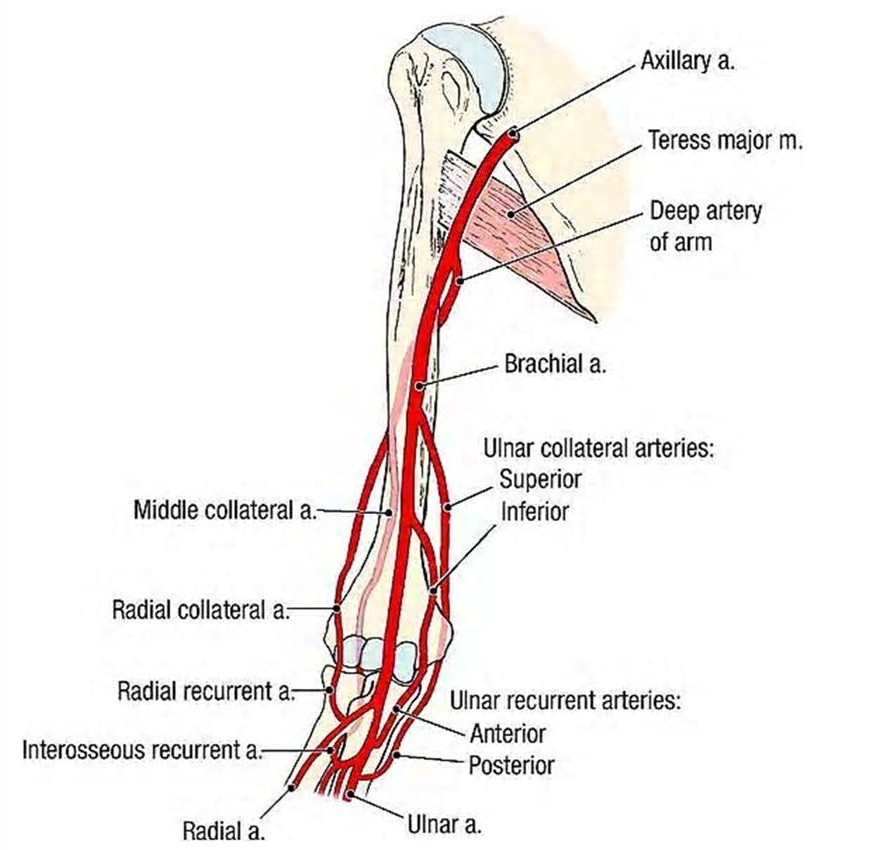 Axillary a.
Teress major m.
Deep artery
of arm
Brachial a.
Ulnar collateral arteries:
Superior
Inferior
Middle collateral a.
Radial collateral a.
Radial recurrent a.
Ulnar recurrent arteries:
Anterior
Interosseous recurrent a.
Posterior
Radial a.
Ulnar a.